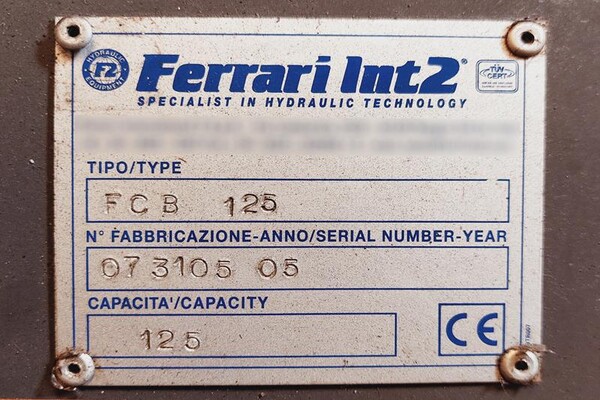 HYDRAULIC
F2
EQUIPMENT
Ferrari Int2®
TÜV
CERT
SPECIALIST IN HYDRAULIC TECHNOLOGY
TIPO/TYPE
FCB 125
N° FABBRICAZIONE-ANNO/SERIAL NUMBER-YEAR
073105 05
CAPACITA'/CAPACITY
125
CE